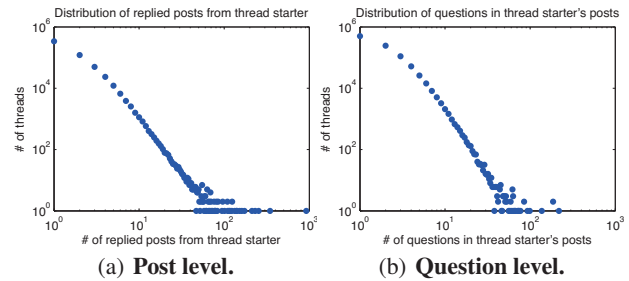 Distribution of replied posts from thread starter
10^6
10^4
10^2
10^0
# of threads
10^0 10^1 10^2 10^3
# of replied posts from thread starter
(a) Post level.
Distribution of questions in thread starter's posts
10^6
10^4
10^2
10^0
# of threads
10^0 10^1 10^2 10^3
# of questions in thread starter's posts
(b) Question level.